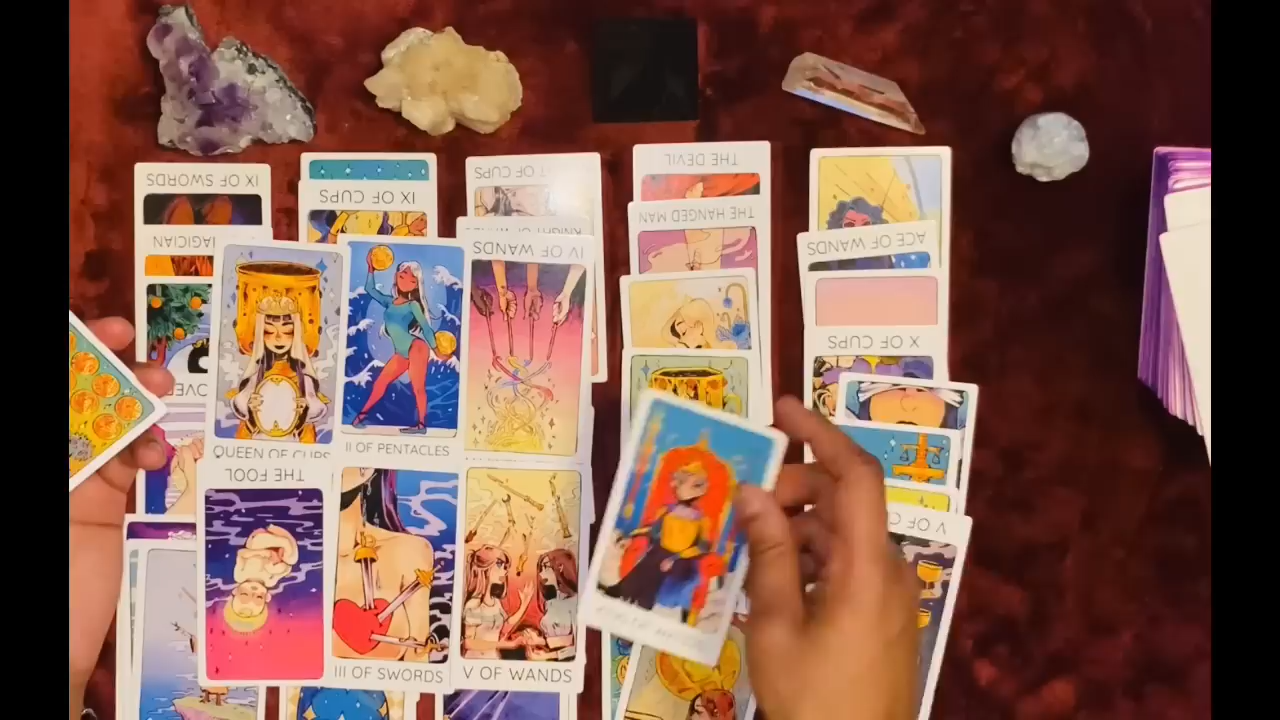 IX OF SWORDS
IX OF CUPS
OF CUPS
THE DEVIL
THE HANGED MAN
ACE OF WANDS
IV OF WANDS
X OF CUPS
QUEEN OF CUPS
II OF PENTACLES
THE FOOL
V OF
III OF SWORDS
V OF WANDS